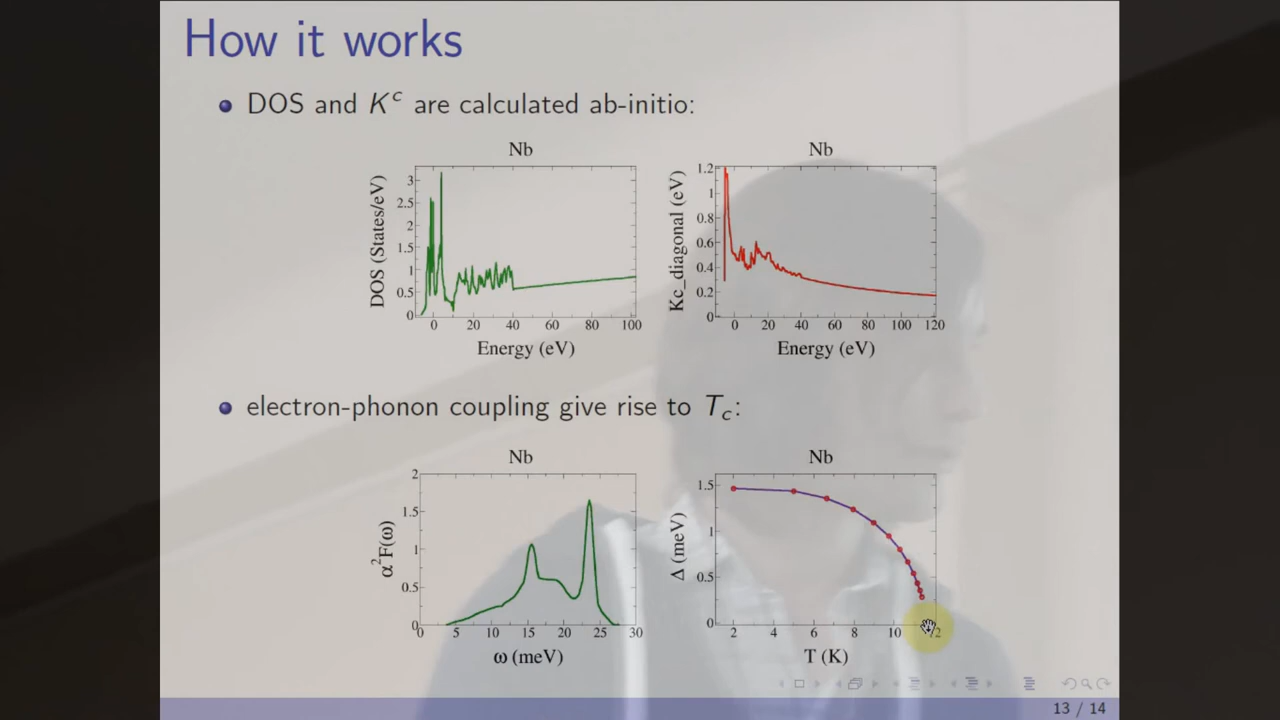 How it works
DOS and K^c are calculated ab-initio:
Nb
Nb
DOS (States/eV)
3
2.5
2
1.5
1
0.5
0
0 20 40 60 80 100
Energy (eV)
Kc_diagonal (eV)
1.2
1
0.8
0.6
0.4
0.2
0
0 20 40 60 80 100 120
Energy (eV)
electron-phonon coupling give rise to T_c:
Nb
Nb
α²F(ω)
2
1.5
1
0.5
0
0 5 10 15 20 25 30
ω (meV)
Δ (meV)
1.5
1
0.5
0
2 4 6 8 10
T (K)
13 / 14